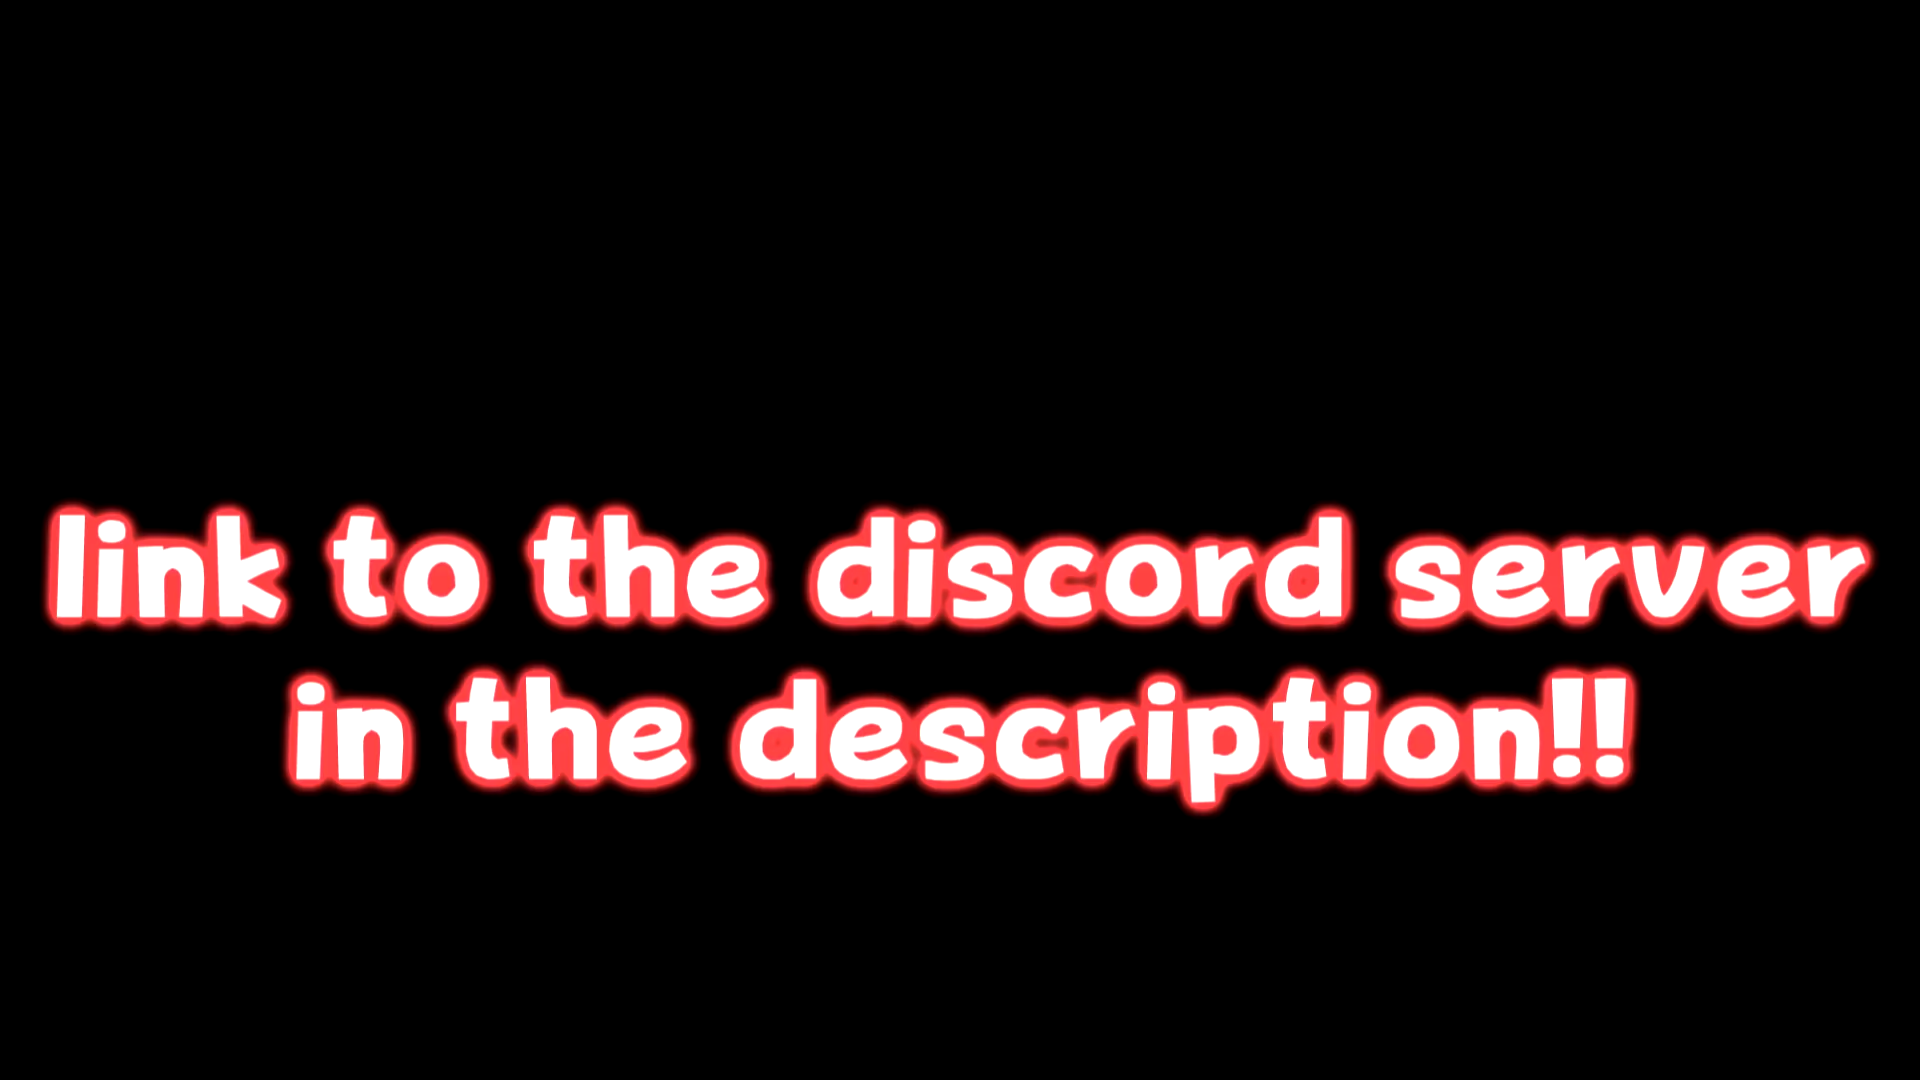 link to the discord server
in the description!!